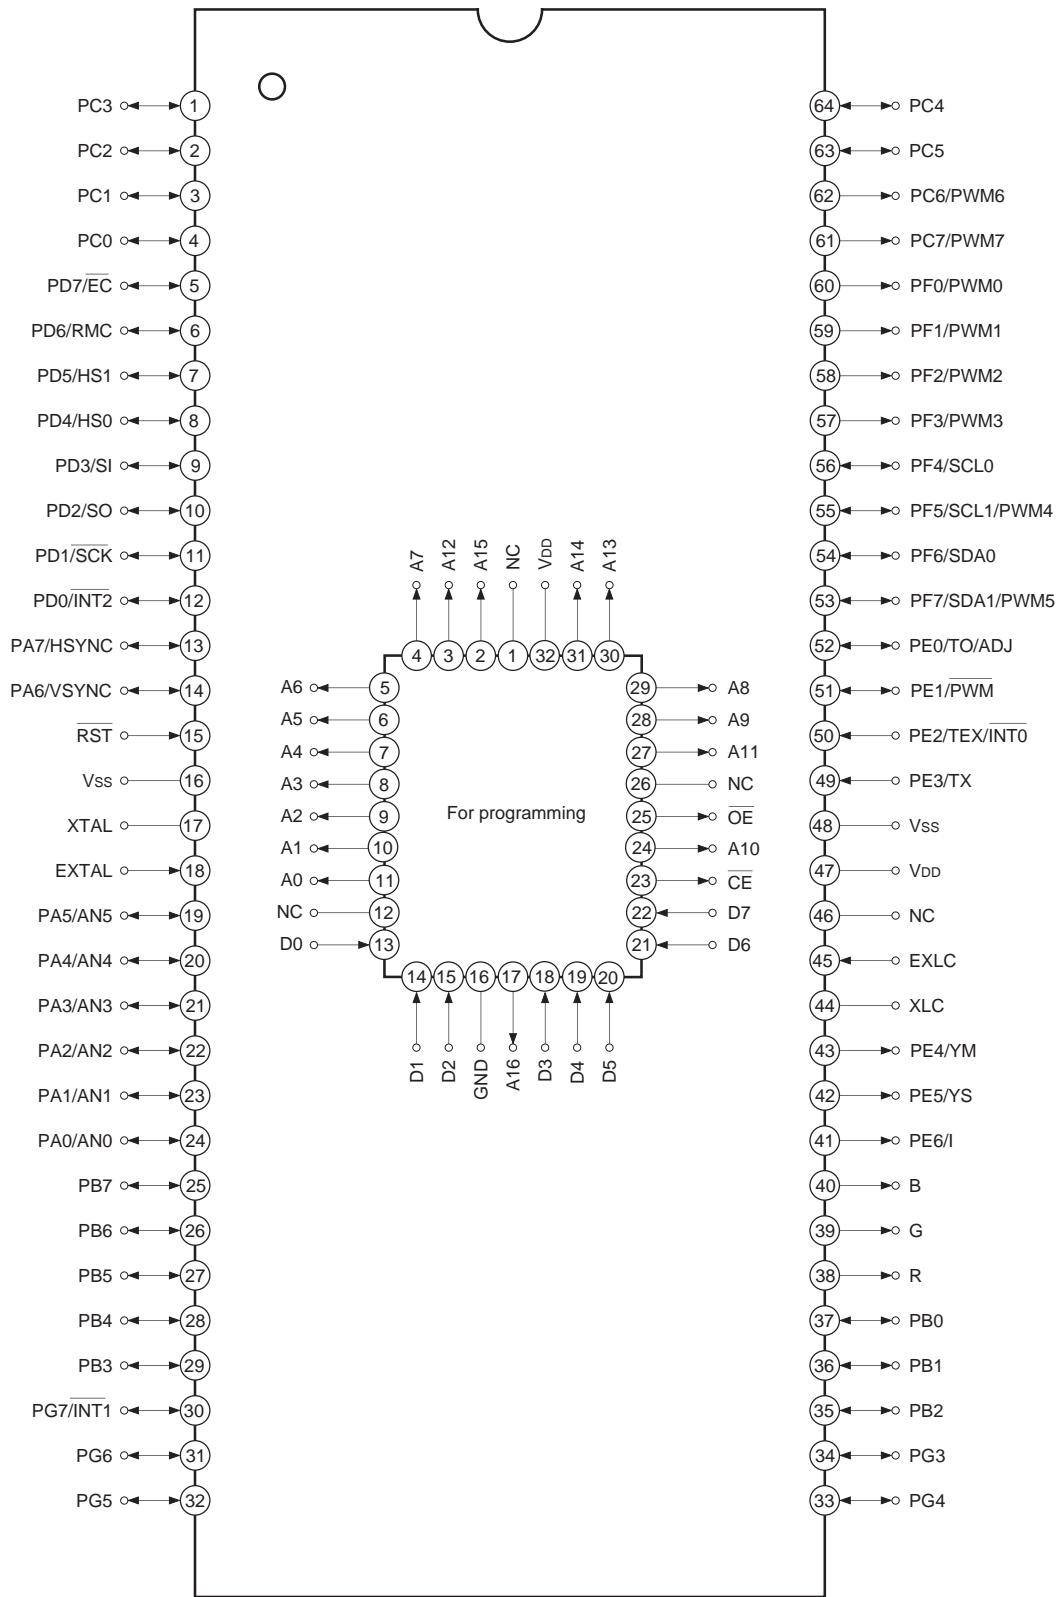 PC3 1
PC2 2
PC1 3
PC0 4
PD7/E̅C̅ 5
PD6/RMC 6
PD5/HS1 7
PD4/HS0 8
PD3/SI 9
PD2/SO 10
PD1/S̅C̅K̅ 11
PD0/I̅N̅T̅2̅ 12
PA7/HSYNC 13
PA6/VSYNC 14
R̅S̅T̅ 15
Vss 16
XTAL 17
EXTAL 18
PA5/AN5 19
PA4/AN4 20
PA3/AN3 21
PA2/AN2 22
PA1/AN1 23
PA0/AN0 24
PB7 25
PB6 26
PB5 27
PB4 28
PB3 29
PG7/I̅N̅T̅1 30
PG6 31
PG5 32
A7 A12 A15 NC VDD A14 A13
4 3 2 1 32 31 30
A6 5
A5 6
A4 7
A3 8
A2 9
A1 10
A0 11
NC 12
D0 13
For programming
29 A8
28 A9
27 A11
26 NC
25 O̅E̅
24 A10
23 C̅E̅
22 D7
21 D6
14 15 16 17 18 19 20
D1 D2 GND A16 D3 D4 D5
64 PC4
63 PC5
62 PC6/PWM6
61 PC7/PWM7
60 PF0/PWM0
59 PF1/PWM1
58 PF2/PWM2
57 PF3/PWM3
56 PF4/SCL0
55 PF5/SCL1/PWM4
54 PF6/SDA0
53 PF7/SDA1/PWM5
52 PE0/TO/ADJ
51 PE1/P̅W̅M̅
50 PE2/TEX/I̅N̅T̅0̅
49 PE3/TX
48 Vss
47 VDD
46 NC
45 EXLC
44 XLC
43 PE4/YM
42 PE5/YS
41 PE6/I
40 B
39 G
38 R
37 PB0
36 PB1
35 PB2
34 PG3
33 PG4